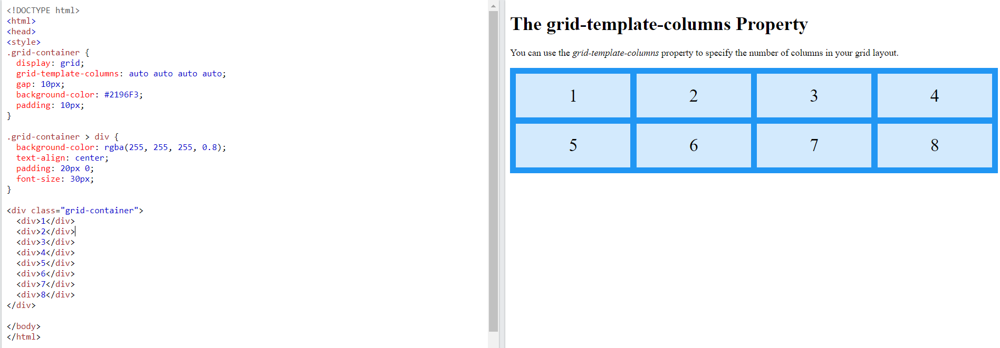 <!DOCTYPE html>
<html>
<head>
<style>
.grid-container {
  display: grid;
  grid-template-columns: auto auto auto auto;
  gap: 10px;
  background-color: #2196F3;
  padding: 10px;
}

.grid-container > div {
  background-color: rgba(255, 255, 255, 0.8);
  text-align: center;
  padding: 20px 0;
  font-size: 30px;
}

<div class="grid-container">
  <div>1</div>
  <div>2</div>
  <div>3</div>
  <div>4</div>
  <div>5</div>
  <div>6</div>
  <div>7</div>
  <div>8</div>
</div>

</body>
</html>
The grid-template-columns Property
You can use the grid-template-columns property to specify the number of columns in your grid layout.
1 2 3 4
5 6 7 8